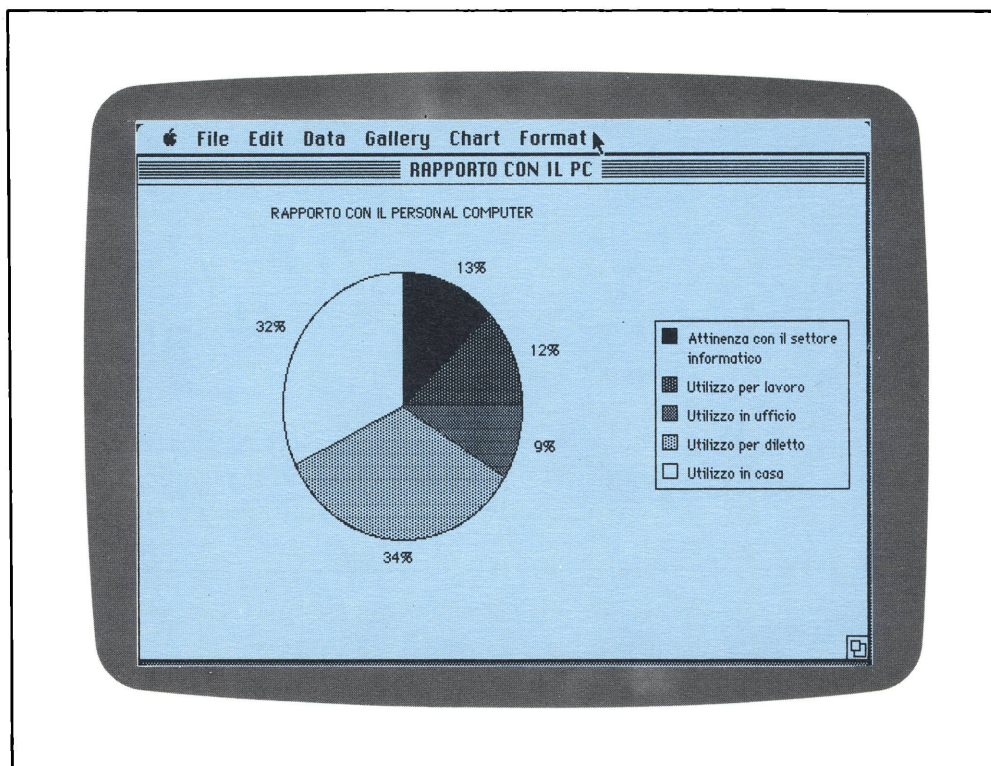 File Edit Data Gallery Chart Format
RAPPORTO CON IL PC
RAPPORTO CON IL PERSONAL COMPUTER
13%
32%
12%
9%
34%
Attinenza con il settore
informatico
Utilizzo per lavoro
Utilizzo in ufficio
Utilizzo per diletto
Utilizzo in casa